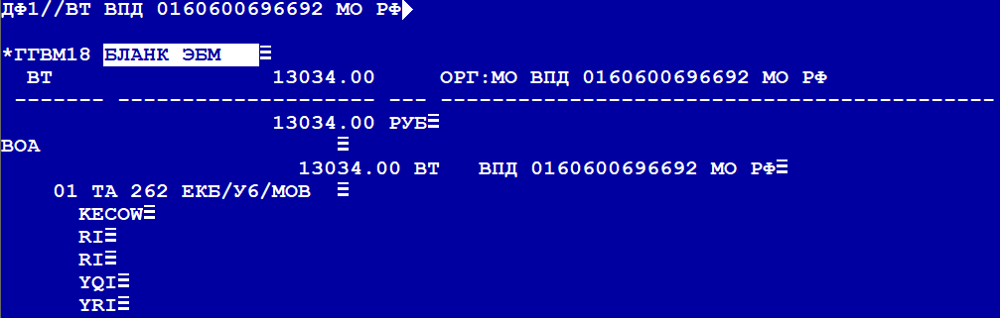 ДФ1//ВТ ВПД 0160600696692 МО РФ
*ГГВМ18 БЛАНК ЭБМ
ВТ 13034.00 ОРГ:МО ВПД 0160600696692 МО РФ
------- -------------------- --- -------------------------------------------
13034.00 РУБ
ВОА
13034.00 ВТ ВПД 0160600696692 МО РФ
01 ТА 262 ЕКБ/У6/МОВ
KECOW
RI
RI
YQI
YRI